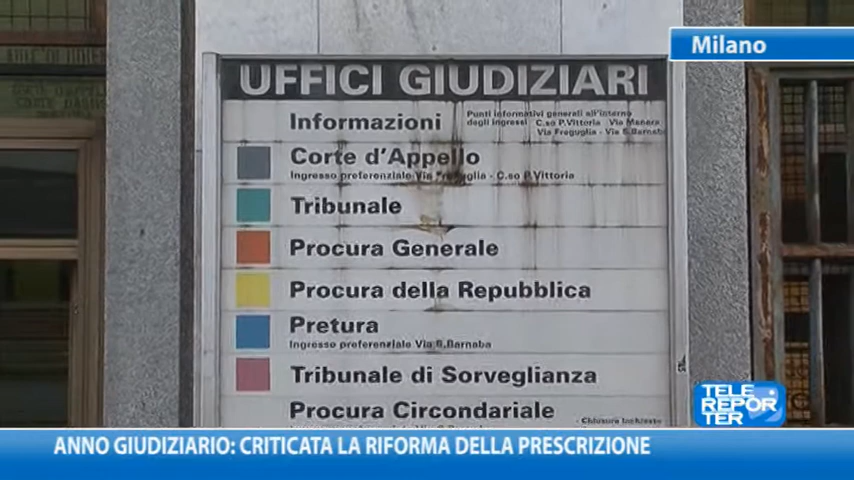 Milano
UFFICI GIUDIZIARI
Informazioni
Punti informativi generali all'interno
degli ingressi C.so P.Vittoria Via Manara
Via Freguglia - Via S.Barnaba
Corte d'Appello
Ingresso preferenziale Via Freguglia - C.so P.Vittoria
Tribunale
Procura Generale
Procura della Repubblica
Pretura
Ingresso preferenziale Via S.Barnaba
Tribunale di Sorveglianza
Procura Circondariale
TELE
REPOR
TER
ANNO GIUDIZIARIO: CRITICATA LA RIFORMA DELLA PRESCRIZIONE